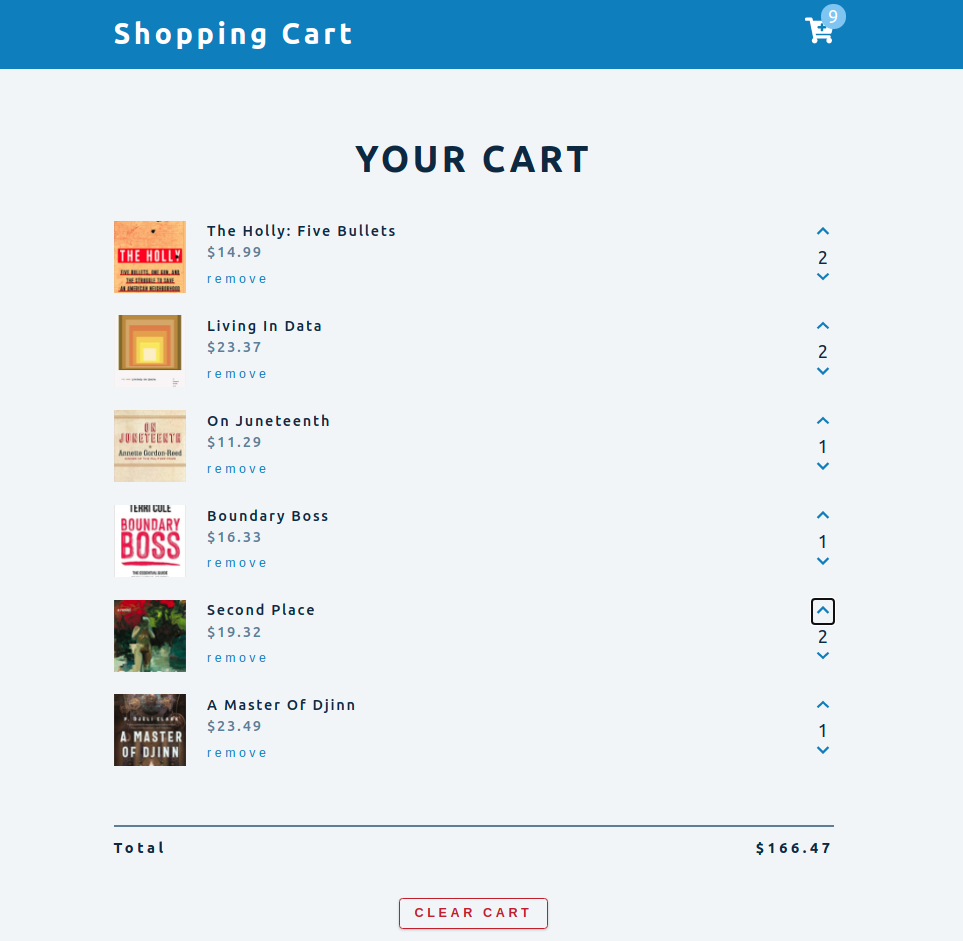 Shopping Cart
9
YOUR CART
THE HOLLY
FIVE BULLETS, ONE GUN, AND
THE STRUGGLE TO SAVE
AN AMERICAN NEIGHBORHOOD
The Holly: Five Bullets
$14.99
remove
2
Living In Data
$23.37
remove
2
ON
JUNETEENTH
Annette Gordon-Reed
On Juneteenth
$11.29
remove
1
TERRI COLE
BOUNDARY
BOSS
THE ESSENTIAL GUIDE
Boundary Boss
$16.33
remove
1
Second Place
$19.32
remove
2
P. DJÈLÍ CLARK
A MASTER
OF DJINN
A Master Of Djinn
$23.49
remove
1
Total
$166.47
CLEAR CART